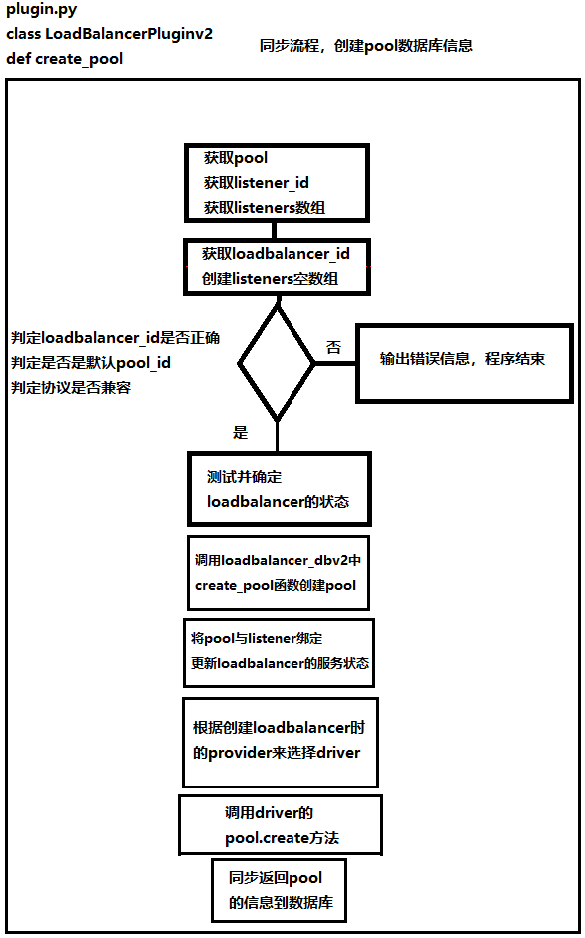 plugin.py
class LoadBalancerPluginv2
def create_pool
同步流程，创建pool数据库信息
获取pool
获取listener_id
获取listeners数组
获取loadbalancer_id
创建listeners空数组
判定loadbalancer_id是否正确
判定是否是默认pool_id
判定协议是否兼容
否
输出错误信息，程序结束
是
测试并确定
loadbalancer的状态
调用loadbalancer_dbv2中
create_pool函数创建pool
将pool与listener绑定
更新loadbalancer的服务状态
根据创建loadbalancer时
的provider来选择driver
调用driver的
pool.create方法
同步返回pool
的信息到数据库